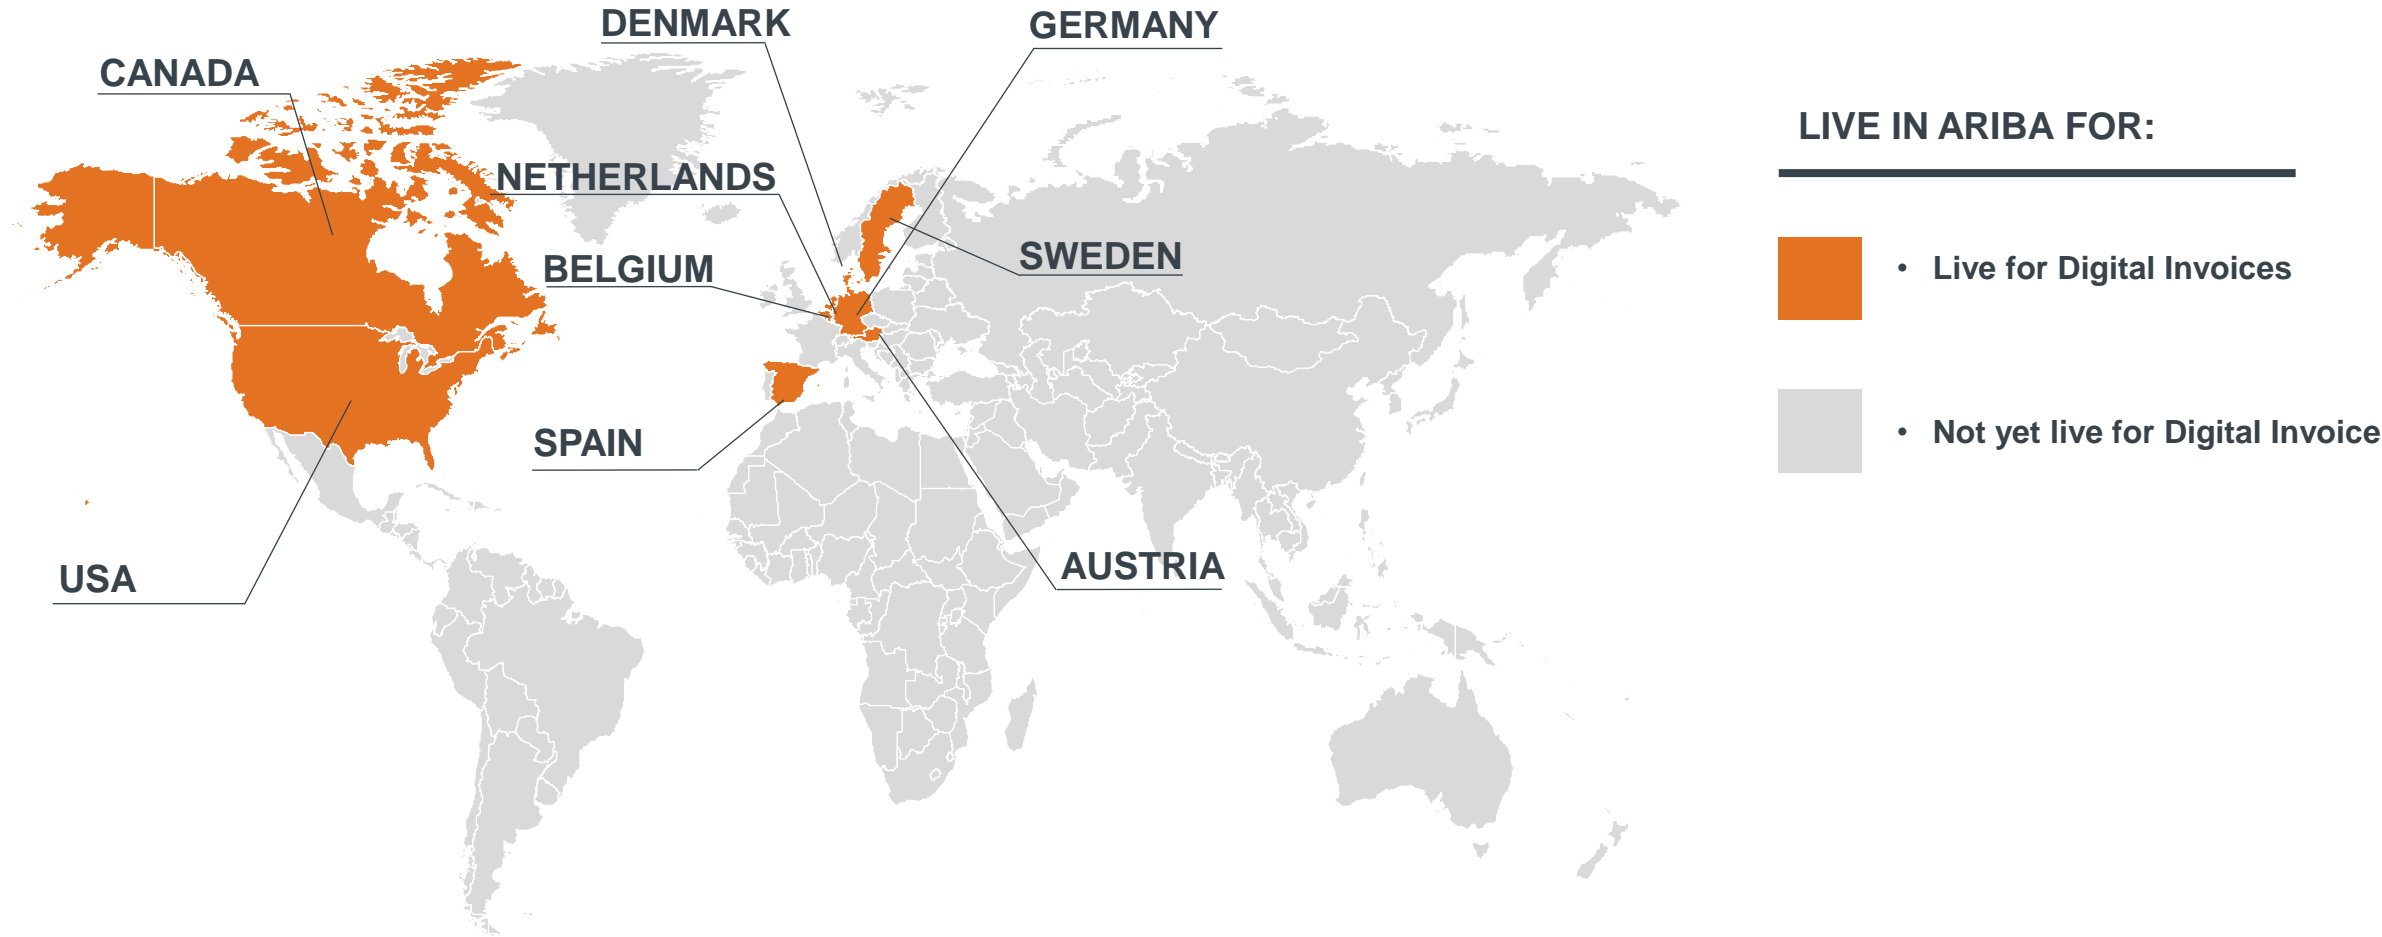 DENMARK
GERMANY
CANADA
NETHERLANDS
SWEDEN
BELGIUM
SPAIN
AUSTRIA
USA
LIVE IN ARIBA FOR:
• Live for Digital Invoices
• Not yet live for Digital Invoice